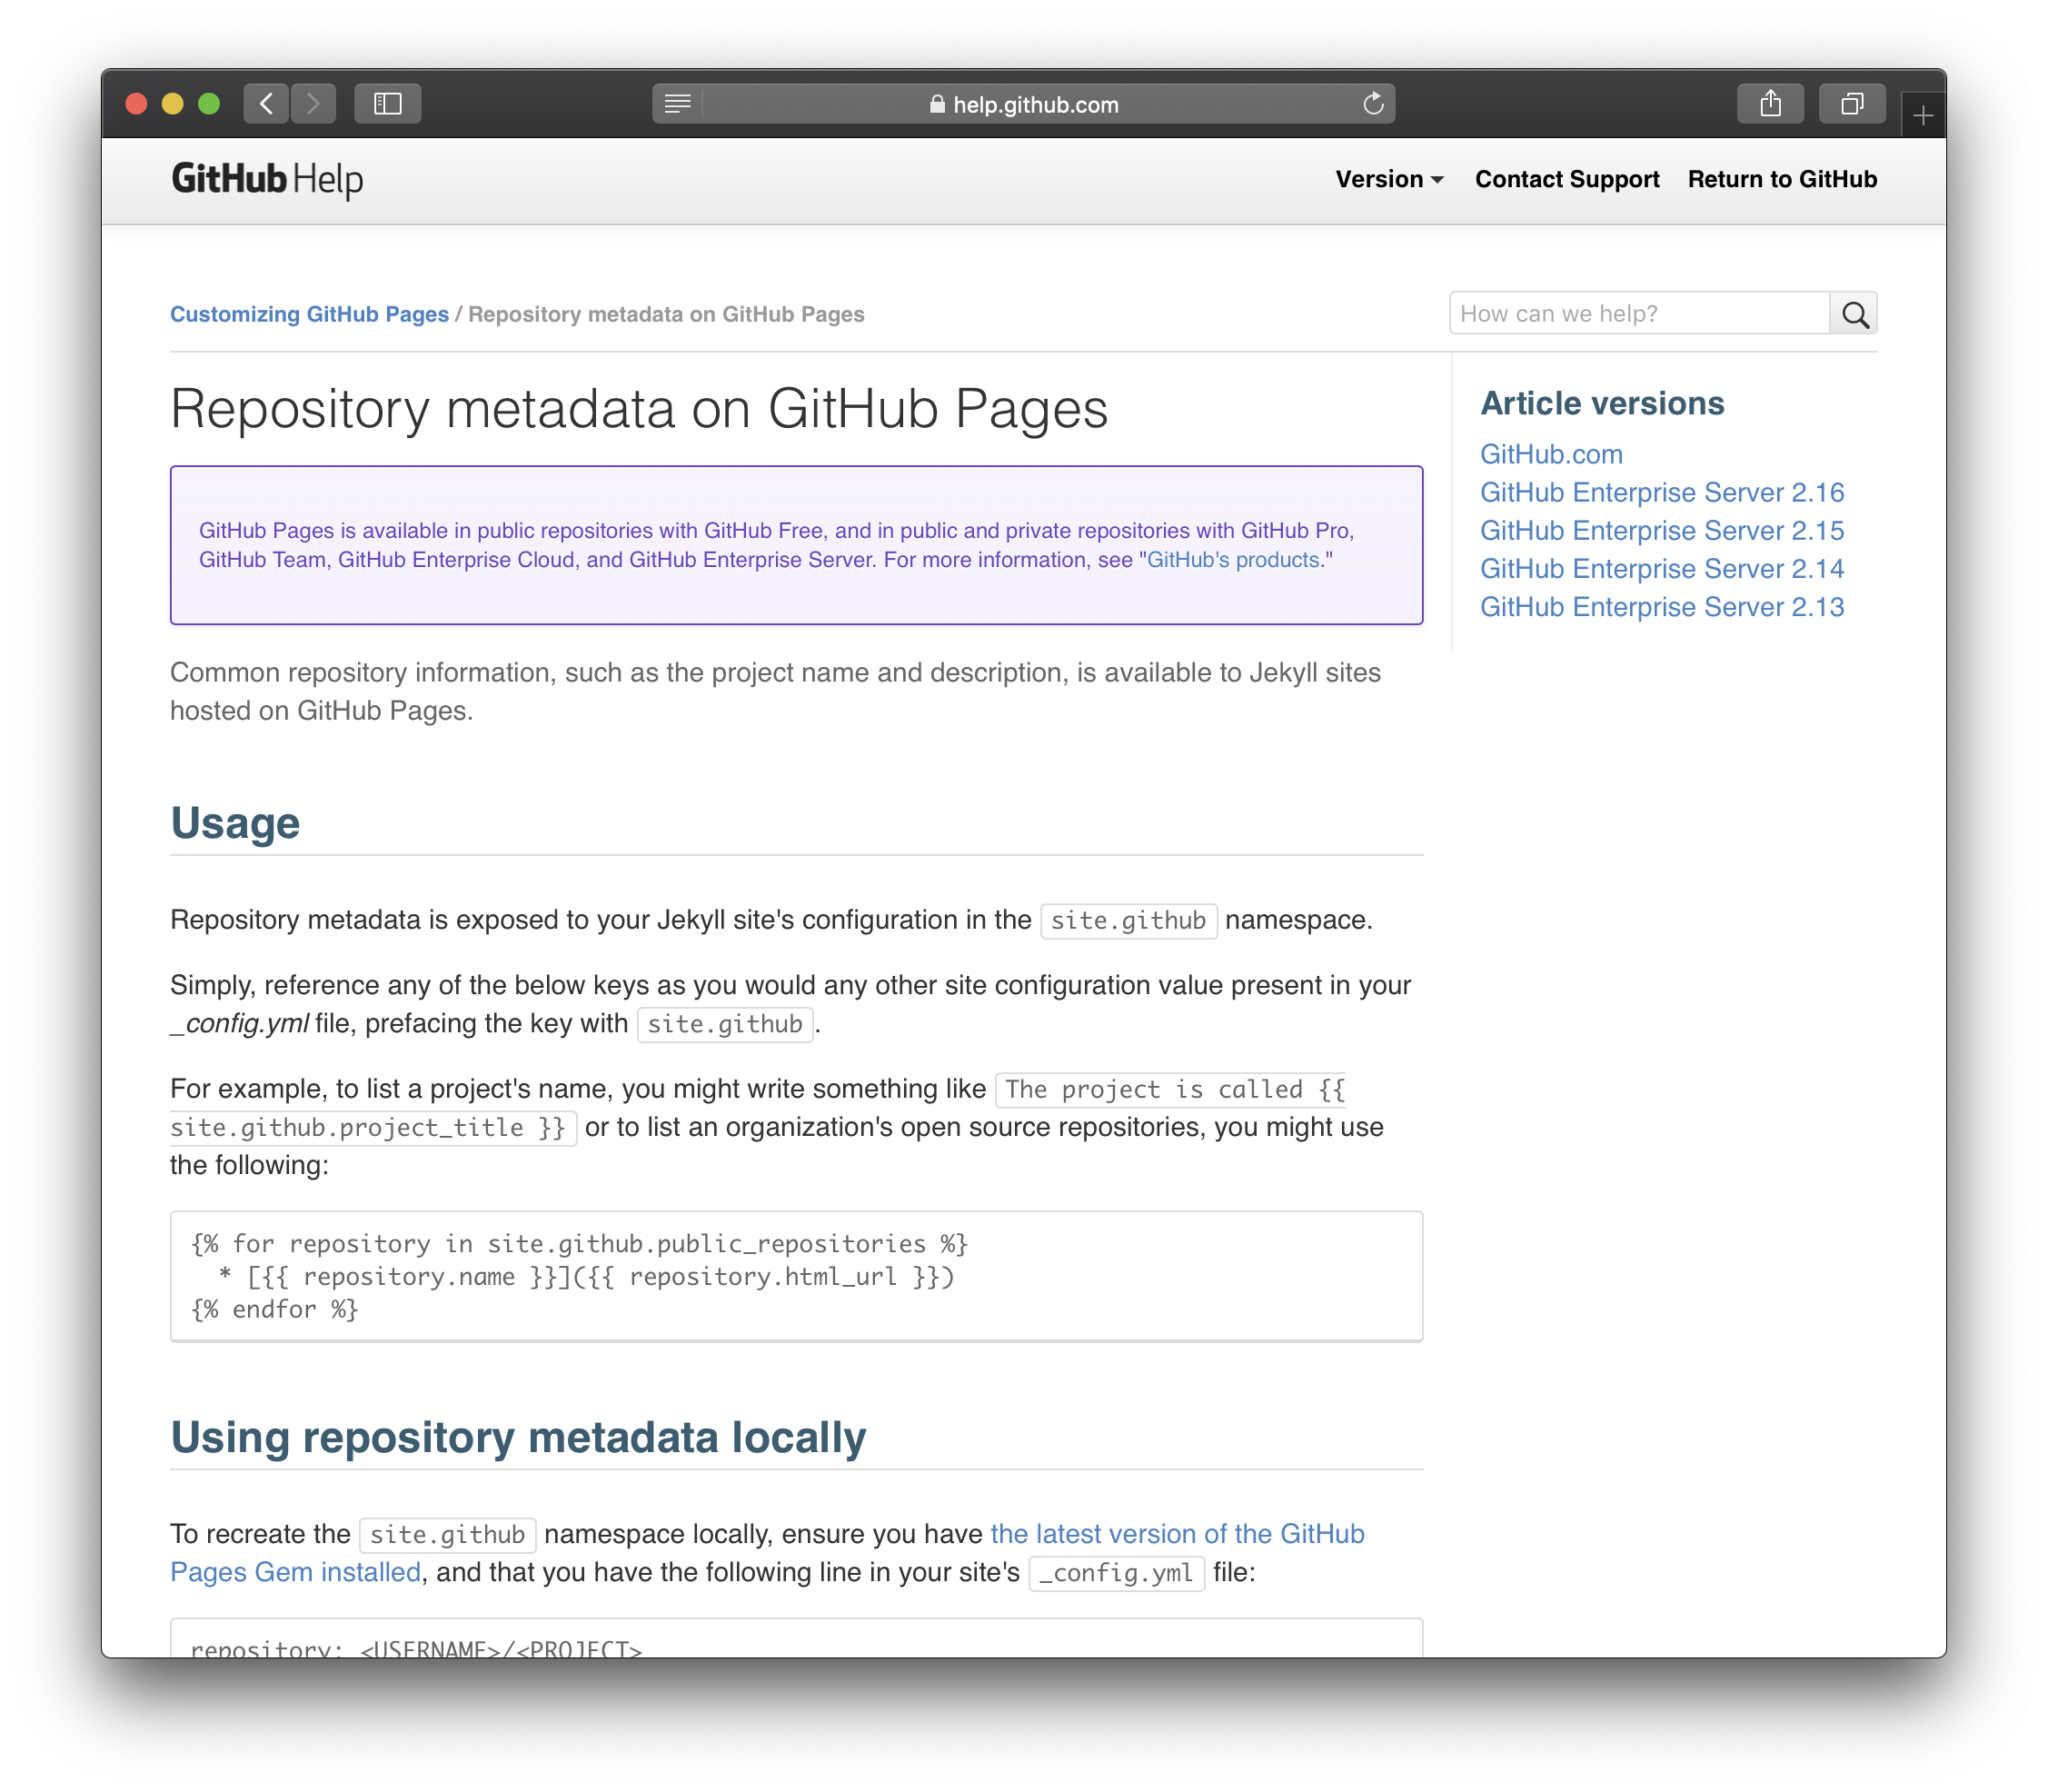 help.github.com
GitHub Help
Version
Contact Support
Return to GitHub
Customizing GitHub Pages / Repository metadata on GitHub Pages
How can we help?
Repository metadata on GitHub Pages
GitHub Pages is available in public repositories with GitHub Free, and in public and private repositories with GitHub Pro,
GitHub Team, GitHub Enterprise Cloud, and GitHub Enterprise Server. For more information, see "GitHub's products."
Common repository information, such as the project name and description, is available to Jekyll sites
hosted on GitHub Pages.
Usage
Repository metadata is exposed to your Jekyll site's configuration in the site.github namespace.
Simply, reference any of the below keys as you would any other site configuration value present in your
_config.yml file, prefacing the key with site.github.
For example, to list a project's name, you might write something like The project is called {{
site.github.project_title }} or to list an organization's open source repositories, you might use
the following:
{% for repository in site.github.public_repositories %}
  * [{{ repository.name }}]({{ repository.html_url }})
{% endfor %}
Using repository metadata locally
To recreate the site.github namespace locally, ensure you have the latest version of the GitHub
Pages Gem installed, and that you have the following line in your site's _config.yml file:
repository: <USERNAME>/<PROJECT>
Article versions
GitHub.com
GitHub Enterprise Server 2.16
GitHub Enterprise Server 2.15
GitHub Enterprise Server 2.14
GitHub Enterprise Server 2.13